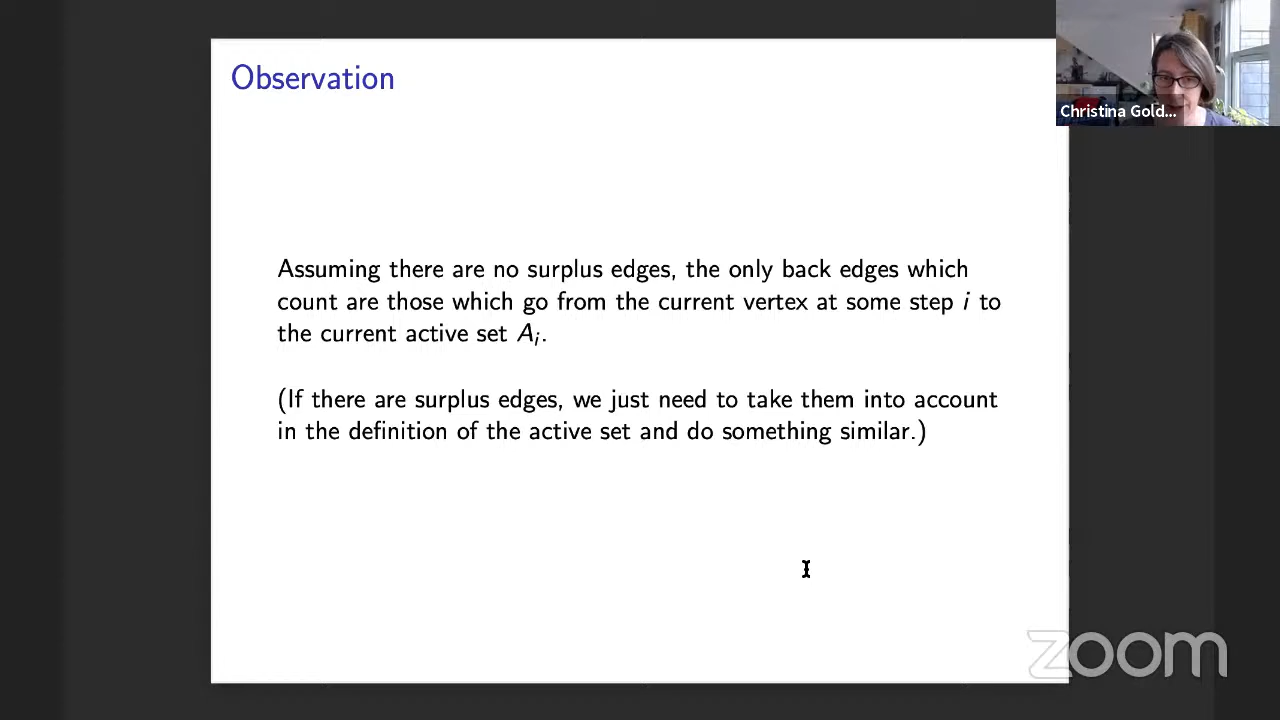 Observation
Christina Gold...
Assuming there are no surplus edges, the only back edges which
count are those which go from the current vertex at some step i to
the current active set A_i.
(If there are surplus edges, we just need to take them into account
in the definition of the active set and do something similar.)
zoom